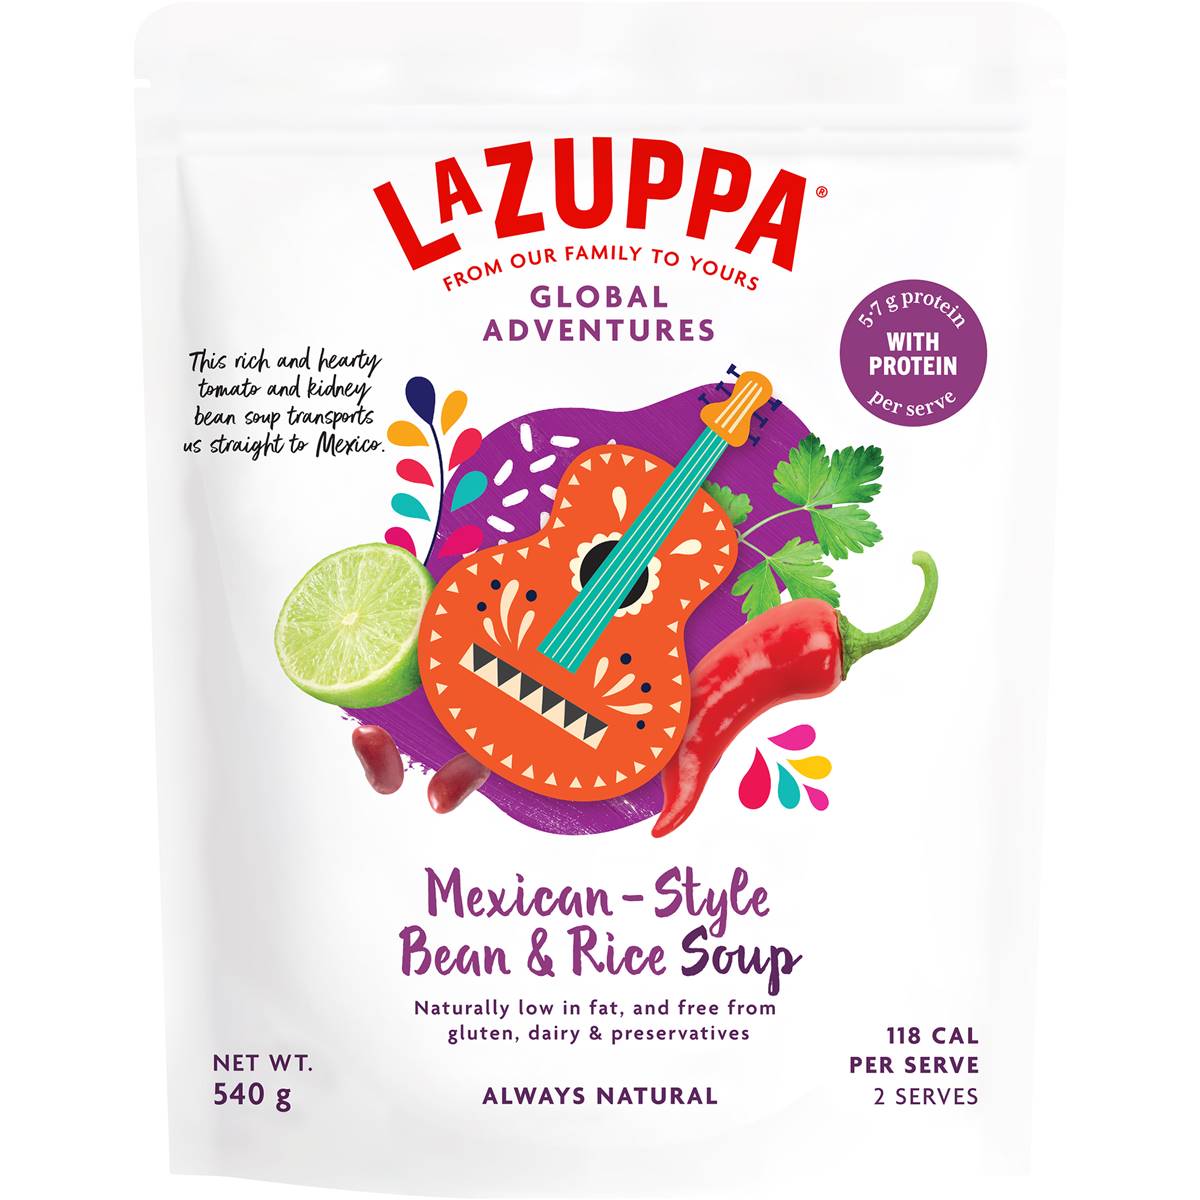 LAZUPPA®
FROM OUR FAMILY TO YOURS
GLOBAL
ADVENTURES
This rich and hearty
tomato and kidney
bean soup transports
us straight to Mexico.
5.7 g protein
WITH
PROTEIN
per serve
Mexican-Style
Bean & Rice Soup
Naturally low in fat, and free from
gluten, dairy & preservatives
NET WT.
540 g
ALWAYS NATURAL
118 CAL
PER SERVE
2 SERVES